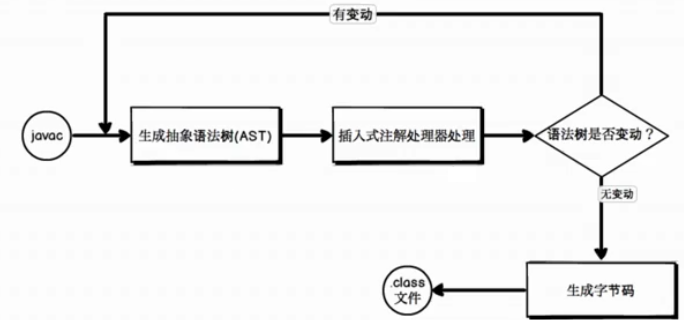 有变动
javac
生成抽象语法树(AST)
插入式注解处理器处理
语法树是否变动？
无变动
.class
文件
生成字节码